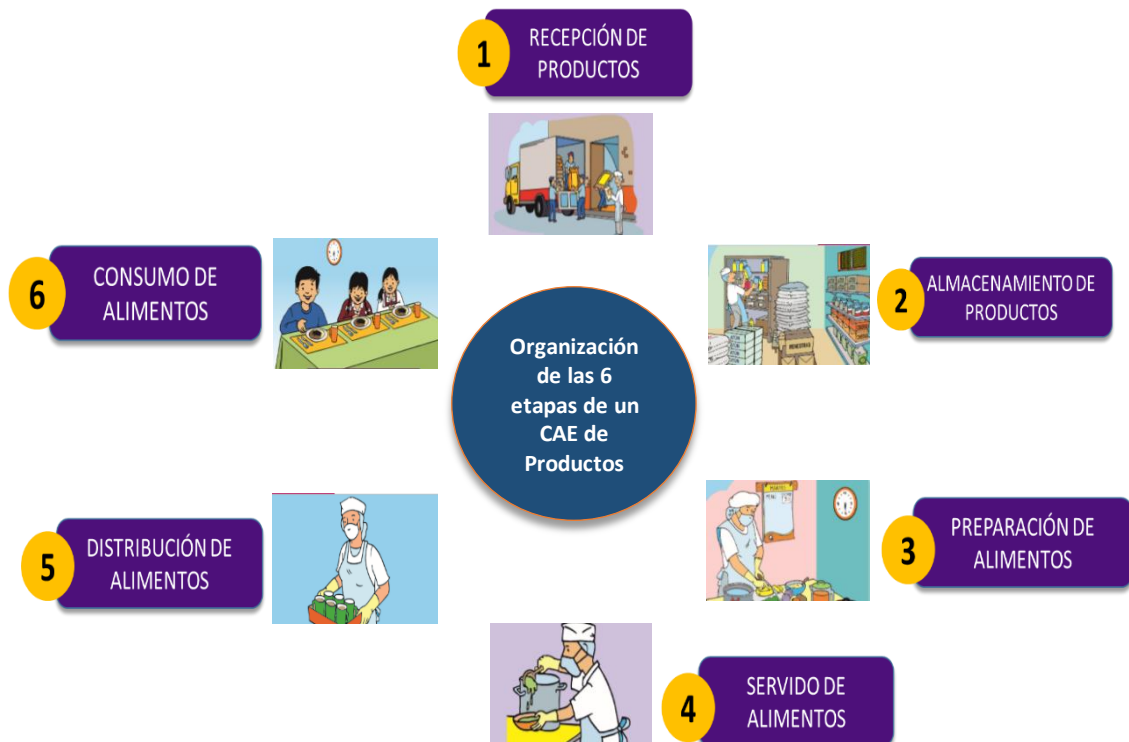 1
RECEPCIÓN DE
PRODUCTOS
2
ALMACENAMIENTO DE
PRODUCTOS
3
PREPARACIÓN DE
ALIMENTOS
4
SERVIDO DE
ALIMENTOS
5
DISTRIBUCIÓN DE
ALIMENTOS
6
CONSUMO DE
ALIMENTOS
Organización
de las 6
etapas de un
CAE de
Productos